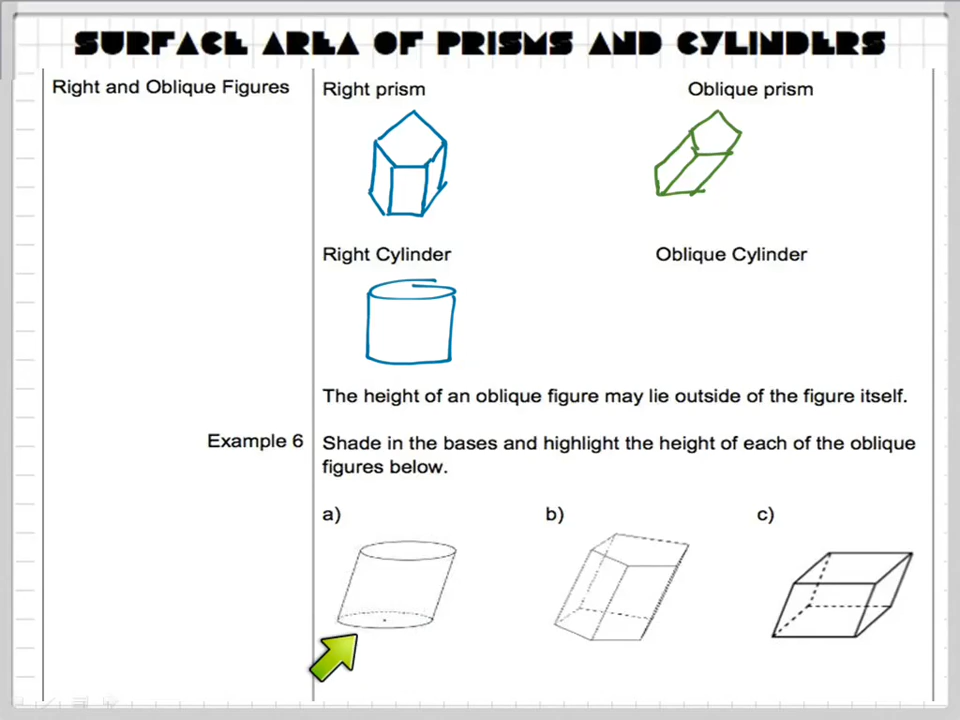 SURFACE AREA OF PRISMS AND CYLINDERS
Right and Oblique Figures
Right prism
Oblique prism
Right Cylinder
Oblique Cylinder
The height of an oblique figure may lie outside of the figure itself.
Example 6
Shade in the bases and highlight the height of each of the oblique
figures below.
a)
b)
c)